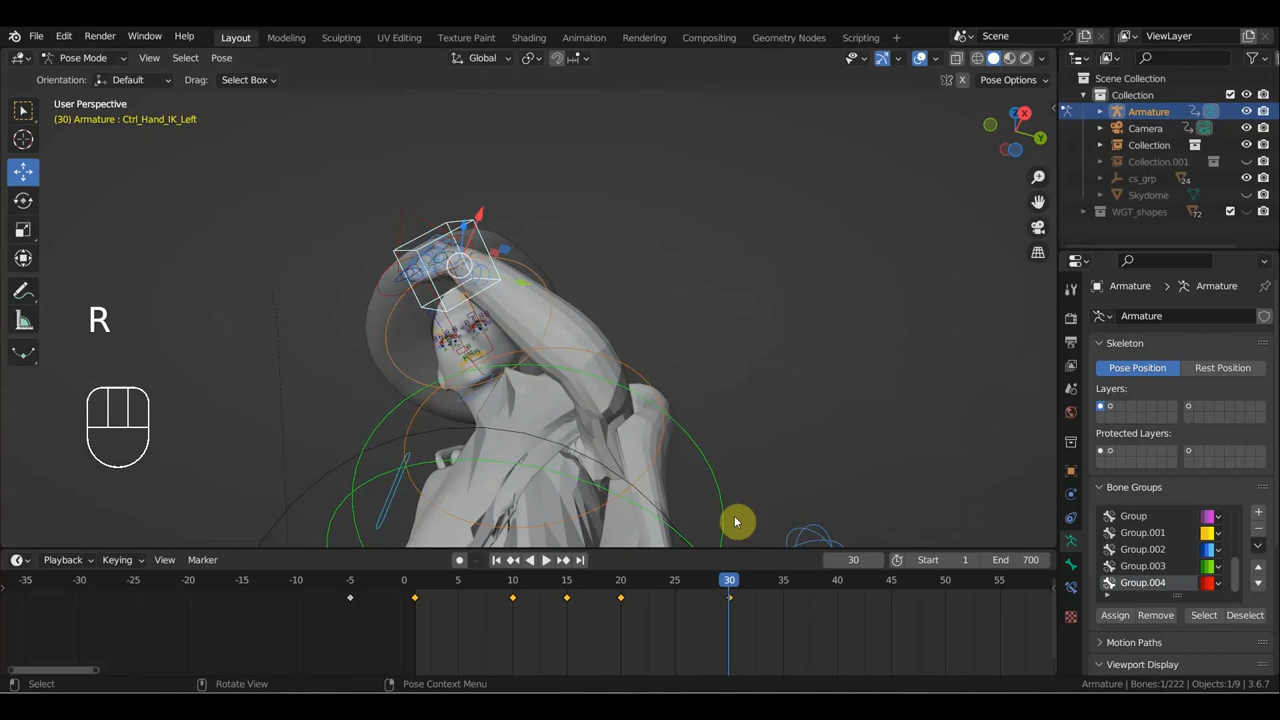 File Edit Render Window Help Layout Modeling Sculpting UV Editing Texture Paint Shading Animation Rendering Compositing Geometry Nodes Scripting Scene ViewLayer
Pose Mode View Select Pose Global
Orientation: Default Drag: Select Box X Pose Options
User Perspective
(30) Armature : Ctrl_Hand_IK_Left
R
Z X Y
Scene Collection
Collection
Armature
Camera
Collection
Collection.001
cs_grp 24
Skydome
WGT_shapes 72
Armature Armature
Armature
Skeleton
Pose Position Rest Position
Layers:
Protected Layers:
Bone Groups
Group
Group.001
Group.002
Group.003
Group.004
Assign Remove Select Deselect
Motion Paths
Viewport Display
Playback Keying View Marker 30 Start 1 End 700
-35 -30 -25 -20 -15 -10 -5 0 5 10 15 20 25 30 35 40 45 50 55 60
Select Rotate View Pose Context Menu Armature | Bones:1/222 | Objects:1/9 | 3.6.7